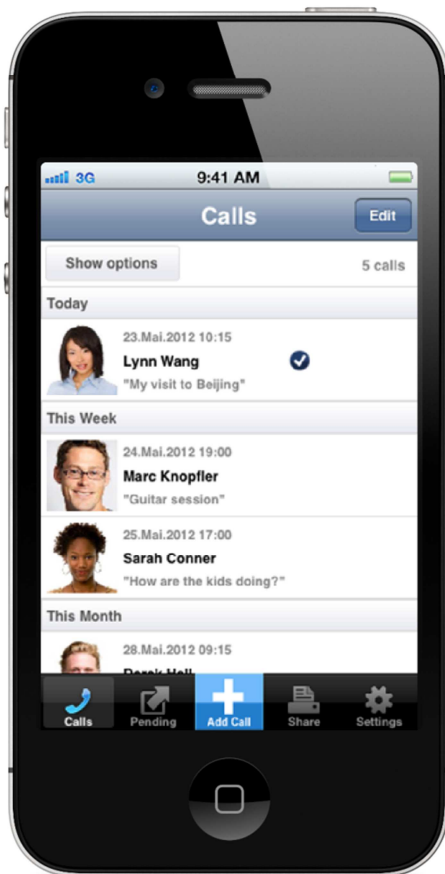 3G 9:41 AM
Calls Edit
Show options 5 calls
Today
23.Mai.2012 10:15
Lynn Wang
"My visit to Beijing"
This Week
24.Mai.2012 19:00
Marc Knopfler
"Guitar session"
25.Mai.2012 17:00
Sarah Conner
"How are the kids doing?"
This Month
28.Mai.2012 09:15
Derek Hall
Calls Pending Add Call Share Settings